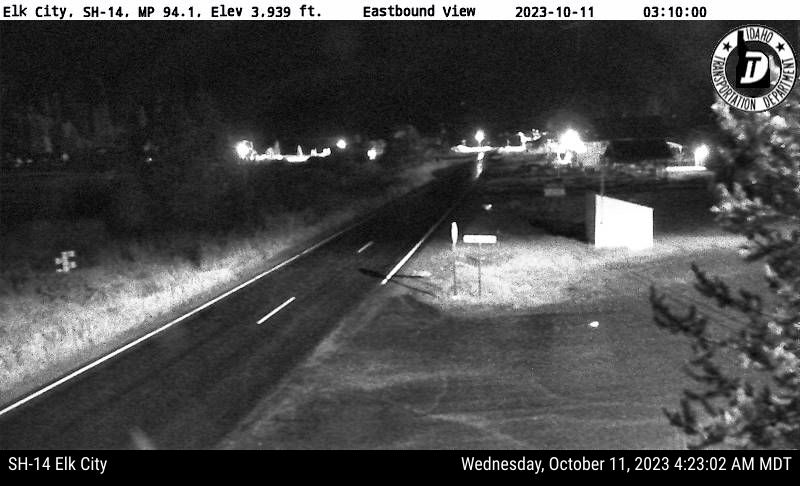 Elk City, SH-14, MP 94.1, Elev 3,939 ft. Eastbound View 2023-10-11 03:10:00
IDAHO
TRANSPORTATION DEPARTMENT
SH-14 Elk City Wednesday, October 11, 2023 4:23:02 AM MDT